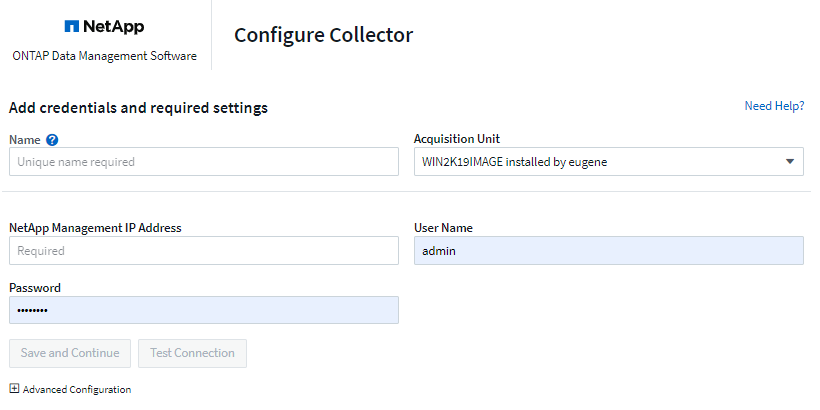 NetApp
ONTAP Data Management Software
Configure Collector
Add credentials and required settings
Need Help?
Name ?
Acquisition Unit
Unique name required
WIN2K19IMAGE installed by eugene
NetApp Management IP Address
User Name
Required
admin
Password
••••••••
Save and Continue
Test Connection
Advanced Configuration